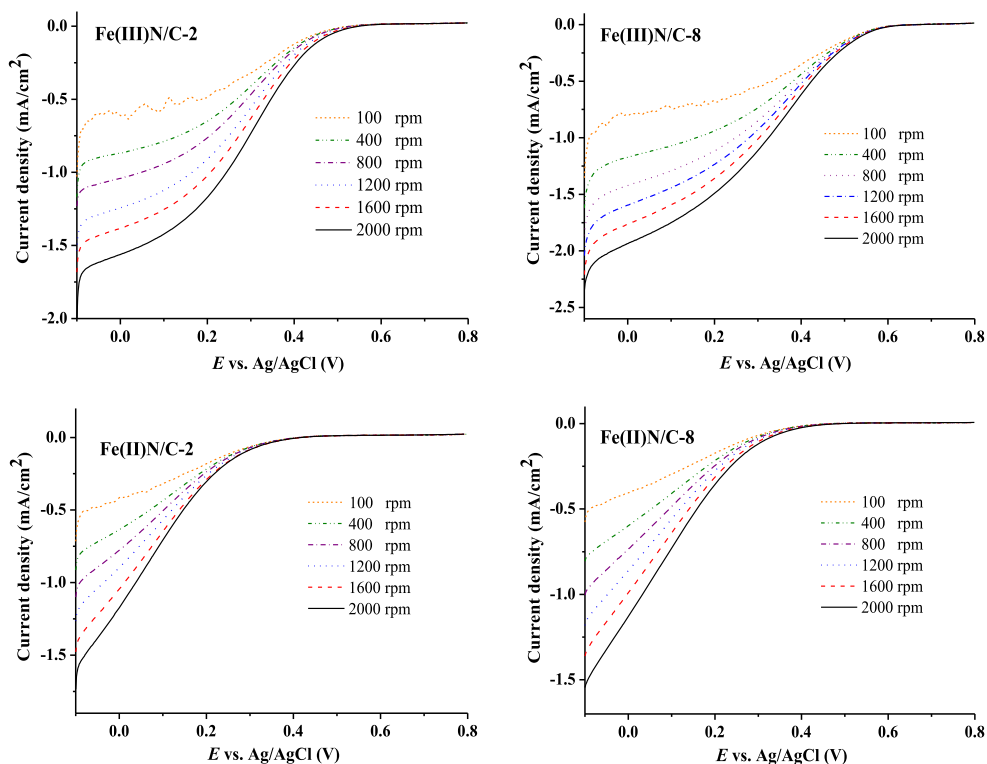 Fe(III)N/C-2
0.0
-0.5
-1.0
-1.5
-2.0
Current density (mA/cm2)
100 rpm
400 rpm
800 rpm
1200 rpm
1600 rpm
2000 rpm
0.0 0.2 0.4 0.6 0.8
E vs. Ag/AgCl (V)
Fe(III)N/C-8
0.0
-0.5
-1.0
-1.5
-2.0
-2.5
Current density (mA/cm2)
100 rpm
400 rpm
800 rpm
1200 rpm
1600 rpm
2000 rpm
0.0 0.2 0.4 0.6 0.8
E vs. Ag/AgCl (V)
Fe(II)N/C-2
0.0
-0.5
-1.0
-1.5
Current density (mA/cm2)
100 rpm
400 rpm
800 rpm
1200 rpm
1600 rpm
2000 rpm
0.0 0.2 0.4 0.6 0.8
E vs. Ag/AgCl (V)
Fe(II)N/C-8
0.0
-0.5
-1.0
-1.5
Current density (mA/cm2)
100 rpm
400 rpm
800 rpm
1200 rpm
1600 rpm
2000 rpm
0.0 0.2 0.4 0.6 0.8
E vs. Ag/AgCl (V)